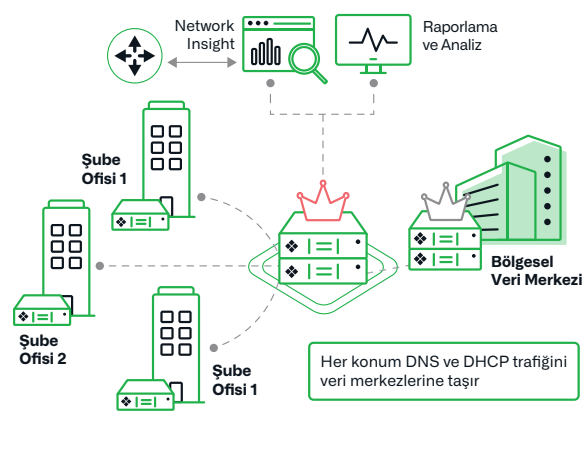 Network
Insight
Raporlama
ve Analiz
Şube
Ofisi 1
Şube
Ofisi 2
Şube
Ofisi 1
Bölgesel
Veri Merkezi
Her konum DNS ve DHCP trafiğini
veri merkezlerine taşır